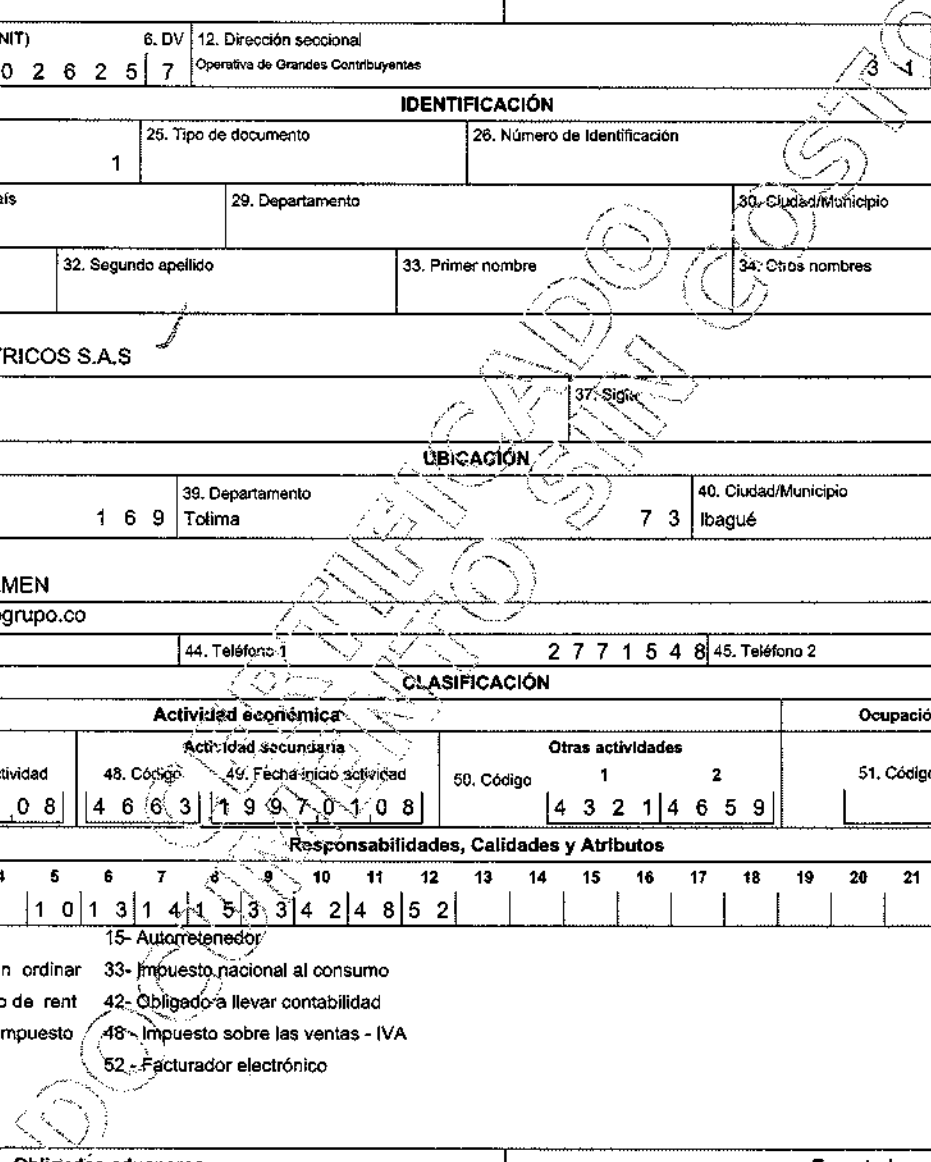 NIT) 6. DV 12. Dirección seccional
0 2 6 2 5 7 Operativa de Grandes Contribuyentes 3 1
IDENTIFICACIÓN
25. Tipo de documento 26. Número de Identificación
1
aís 29. Departamento 30. Ciudad/Municipio
32. Segundo apellido 33. Primer nombre 34. Otros nombres
TRICOS S.A.S
37. Sigla
UBICACIÓN
39. Departamento 40. Ciudad/Municipio
1 6 9 Tolima 7 3 Ibagué
MEN
grupo.co
44. Teléfono 1 2 7 7 1 5 4 8 45. Teléfono 2
CLASIFICACIÓN
Actividad económica Ocupació
Actividad secundaria Otras actividades
tividad 48. Código 49. Fecha inicio actividad 50. Código 1 2 51. Código
0 8 4 6 6 3 1 9 9 7 0 1 0 8 4 3 2 1 4 6 5 9
Responsabilidades, Calidades y Atributos
4 5 6 7 8 9 10 11 12 13 14 15 16 17 18 19 20 21
1 0 1 3 1 4 1 5 3 3 4 2 4 8 5 2
15- Autorretenedor
n ordinar 33- Impuesto nacional al consumo
o de rent 42- Obligado a llevar contabilidad
mpuesto 48 - Impuesto sobre las ventas - IVA
52 - Facturador electrónico
CERTIFICADO
DOCUMENTO SIN COSTO